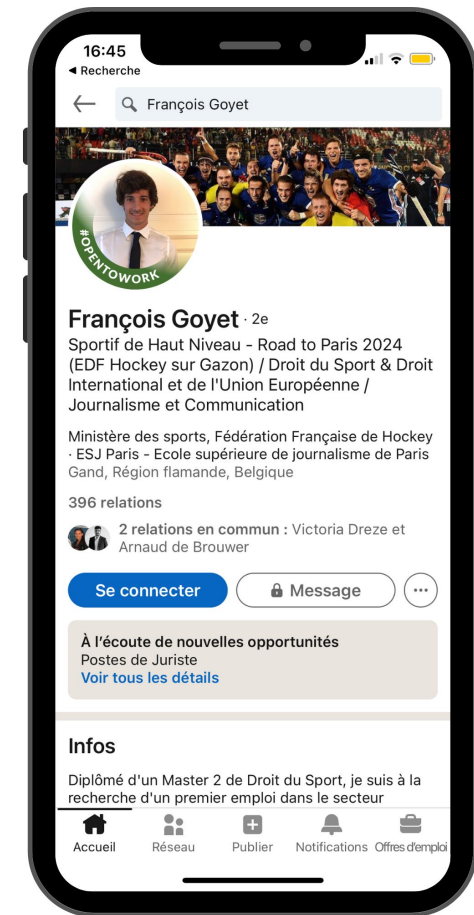 16:45
◀ Recherche
François Goyet
#OPENTOWORK
François Goyet · 2e
Sportif de Haut Niveau - Road to Paris 2024
(EDF Hockey sur Gazon) / Droit du Sport & Droit
International et de l'Union Européenne /
Journalisme et Communication
Ministère des sports, Fédération Française de Hockey
· ESJ Paris - Ecole supérieure de journalisme de Paris
Gand, Région flamande, Belgique
396 relations
2 relations en commun : Victoria Dreze et
Arnaud de Brouwer
Se connecter
Message
À l'écoute de nouvelles opportunités
Postes de Juriste
Voir tous les détails
Infos
Diplômé d'un Master 2 de Droit du Sport, je suis à la
recherche d'un premier emploi dans le secteur
Accueil Réseau Publier Notifications Offres d'emploi